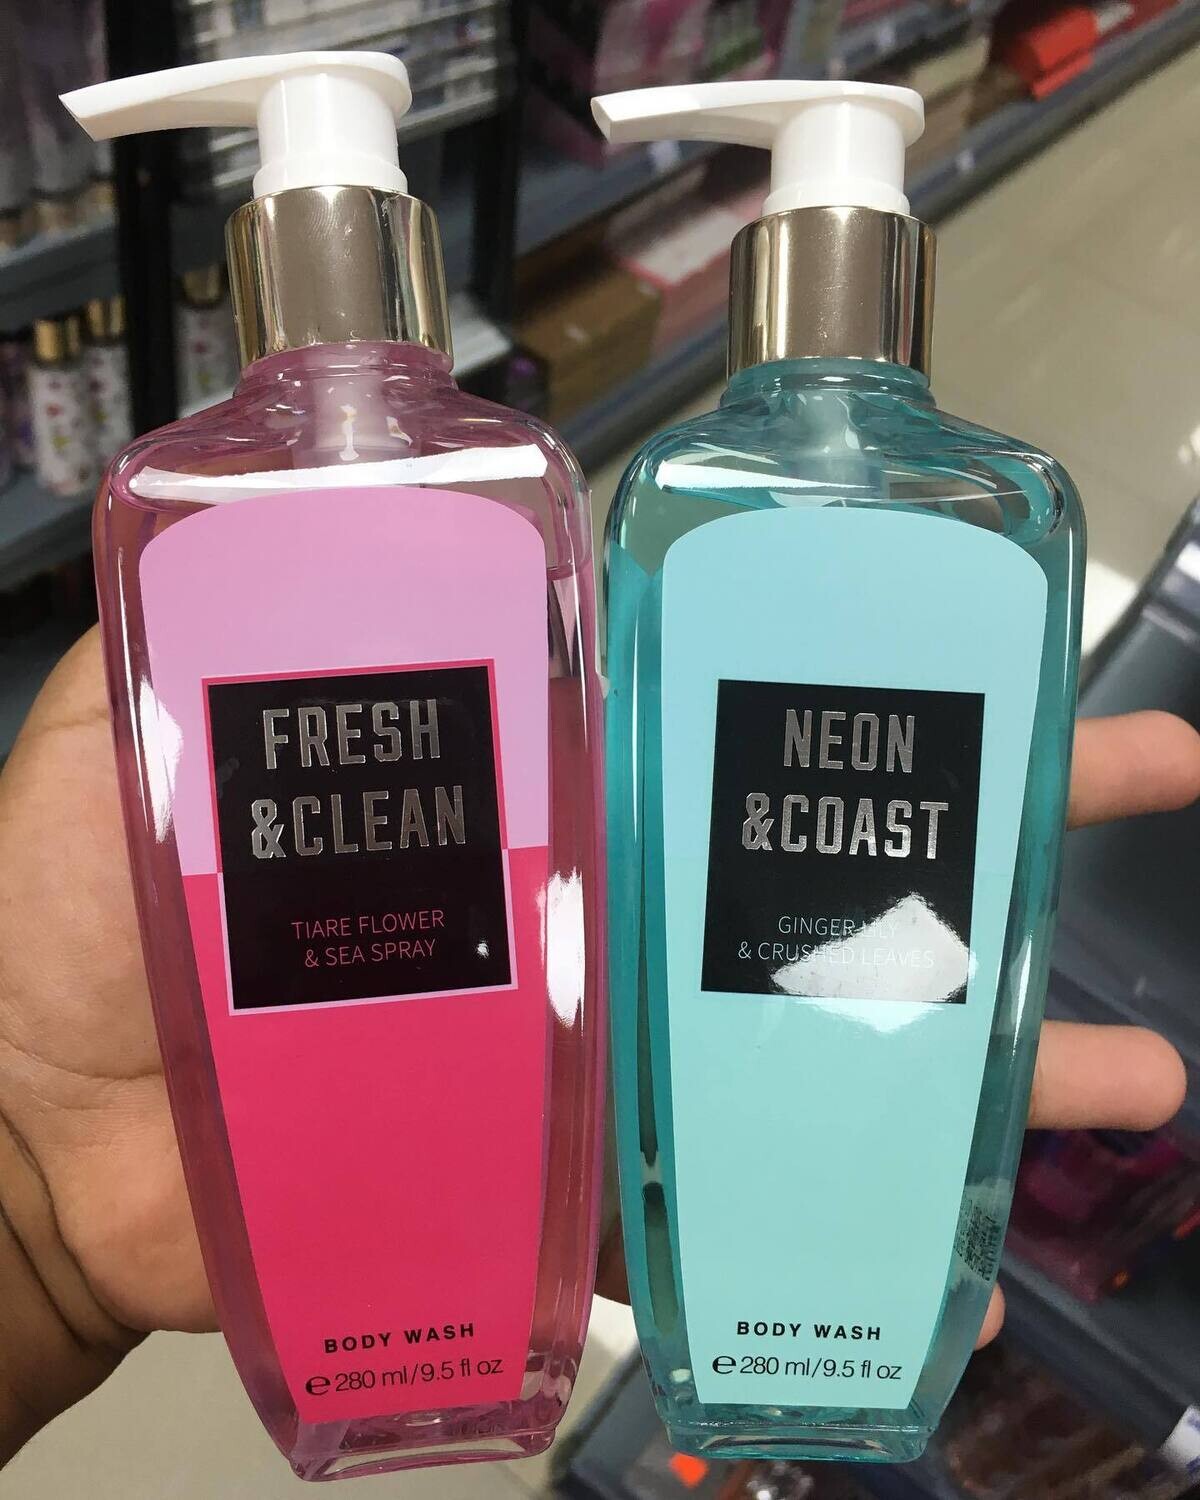 FRESH
&CLEAN
TIARE FLOWER
& SEA SPRAY
BODY WASH
℮280 ml/9.5 fl oz
NEON
&COAST
GINGER LILY
& CRUSHED LEAVES
BODY WASH
℮280 ml/9.5 fl oz